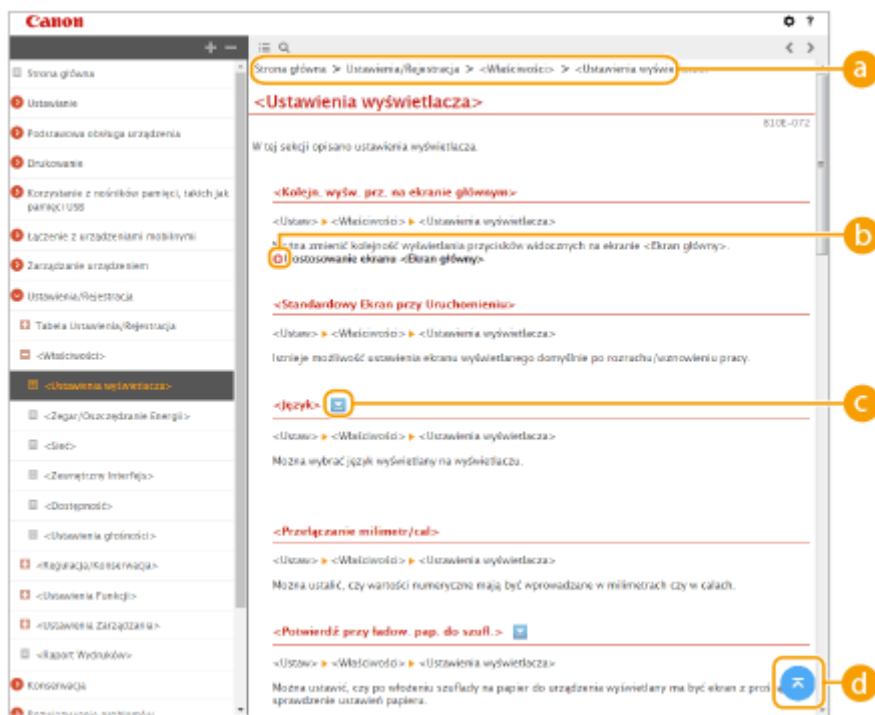 Canon
?
+ −
< >
Strona główna
Ustawianie
Podstawowa obsługa urządzenia
Drukowanie
Korzystanie z nośników pamięci, takich jak
pamięci USB
Łączenie z urządzeniami mobilnymi
Zarządzanie urządzeniem
Ustawienia/Rejestracja
Tabela Ustawienia/Rejestracja
<Właściwości>
<Ustawienia wyświetlacza>
<Zegar/Oszczędzanie Energii>
<Sieć>
<Zewnętrzny Interfejs>
<Dostępność>
<Ustawienia głośności>
<Regulacja/Konserwacja>
<Ustawienia Funkcji>
<Ustawienia Zarządzania>
<Raport Wydruków>
Konserwacja
Rozwiązywanie problemów
Strona główna > Ustawienia/Rejestracja > <Właściwości> > <Ustawienia
a
<Ustawienia wyświetlacza>
810E-072
W tej sekcji opisano ustawienia wyświetlacza.
<Kolejn. wyśw. prz. na ekranie głównym>
<Ustaw> <Właściwości> <Ustawienia wyświetlacza>
zmienić kolejność wyświetlania przycisków widocznych na ekranie <Ekran główny>.
b
ekranu <Ekran główny>
<Standardowy Ekran przy Uruchomieniu>
<Ustaw> <Właściwości> <Ustawienia wyświetlacza>
Istnieje możliwość ustawienia ekranu wyświetlanego domyślnie po rozruchu/wznowieniu pracy.
<Język>
c
<Ustaw> <Właściwości> <Ustawienia wyświetlacza>
Można wybrać język wyświetlany na wyświetlaczu.
<Przełączanie milimetr/cal>
<Ustaw> <Właściwości> <Ustawienia wyświetlacza>
Można ustalić, czy wartości numeryczne mają być wprowadzane w milimetrach czy w calach.
<Potwierdź przy ładow. pap. do szufl.>
<Ustaw> <Właściwości> <Ustawienia wyświetlacza>
d
Można ustawić, czy po włożeniu szuflady na papier do urządzenia wyświetlany ma być ekran z
sprawdzenie ustawień papieru.